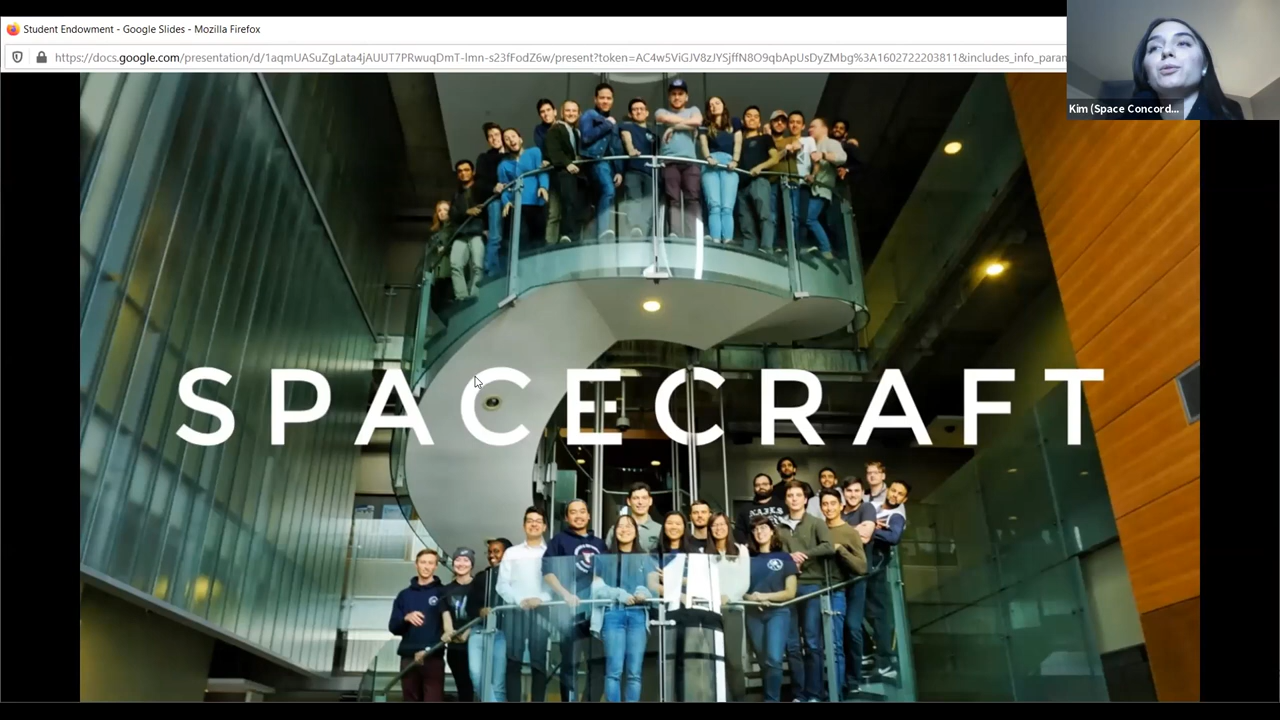 Student Endowment - Google Slides - Mozilla Firefox
https://docs.google.com/presentation/d/1aqmUASuZgLata4jAUUT7PRwuqDmT-Jmn-s23fFodZ6w/present?token=AC4w5ViGJV8zJYSjffN8O9qbApUsDyZMbg%3A1602722203811&includes_info_param
Kim (Space Concord...
SPACECRAFT